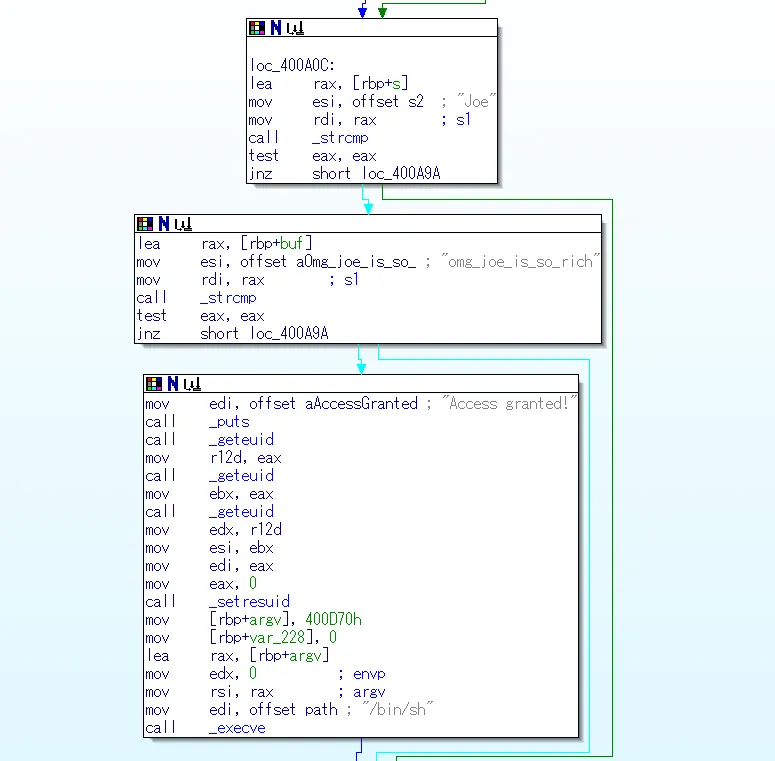 loc_400A0C:
lea rax, [rbp+s]
mov esi, offset s2 ; "Joe"
mov rdi, rax ; s1
call _strcmp
test eax, eax
jnz short loc_400A9A
lea rax, [rbp+buf]
mov esi, offset aOmg_joe_is_so_ ; "omg_joe_is_so_rich"
mov rdi, rax ; s1
call _strcmp
test eax, eax
jnz short loc_400A9A
mov edi, offset aAccessGranted ; "Access granted!"
call _puts
call _geteuid
mov r12d, eax
call _geteuid
mov ebx, eax
call _geteuid
mov edx, r12d
mov esi, ebx
mov edi, eax
mov eax, 0
call _setresuid
mov [rbp+argv], 400D70h
mov [rbp+var_228], 0
lea rax, [rbp+argv]
mov edx, 0 ; envp
mov rsi, rax ; argv
mov edi, offset path ; "/bin/sh"
call _execve